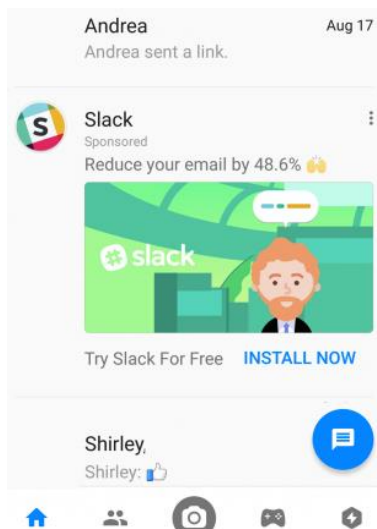 Andrea
Aug 17
Andrea sent a link.
S
Slack
Sponsored
Reduce your email by 48.6% 🙌
slack
Try Slack For Free
INSTALL NOW
Shirley,
Shirley: 👍